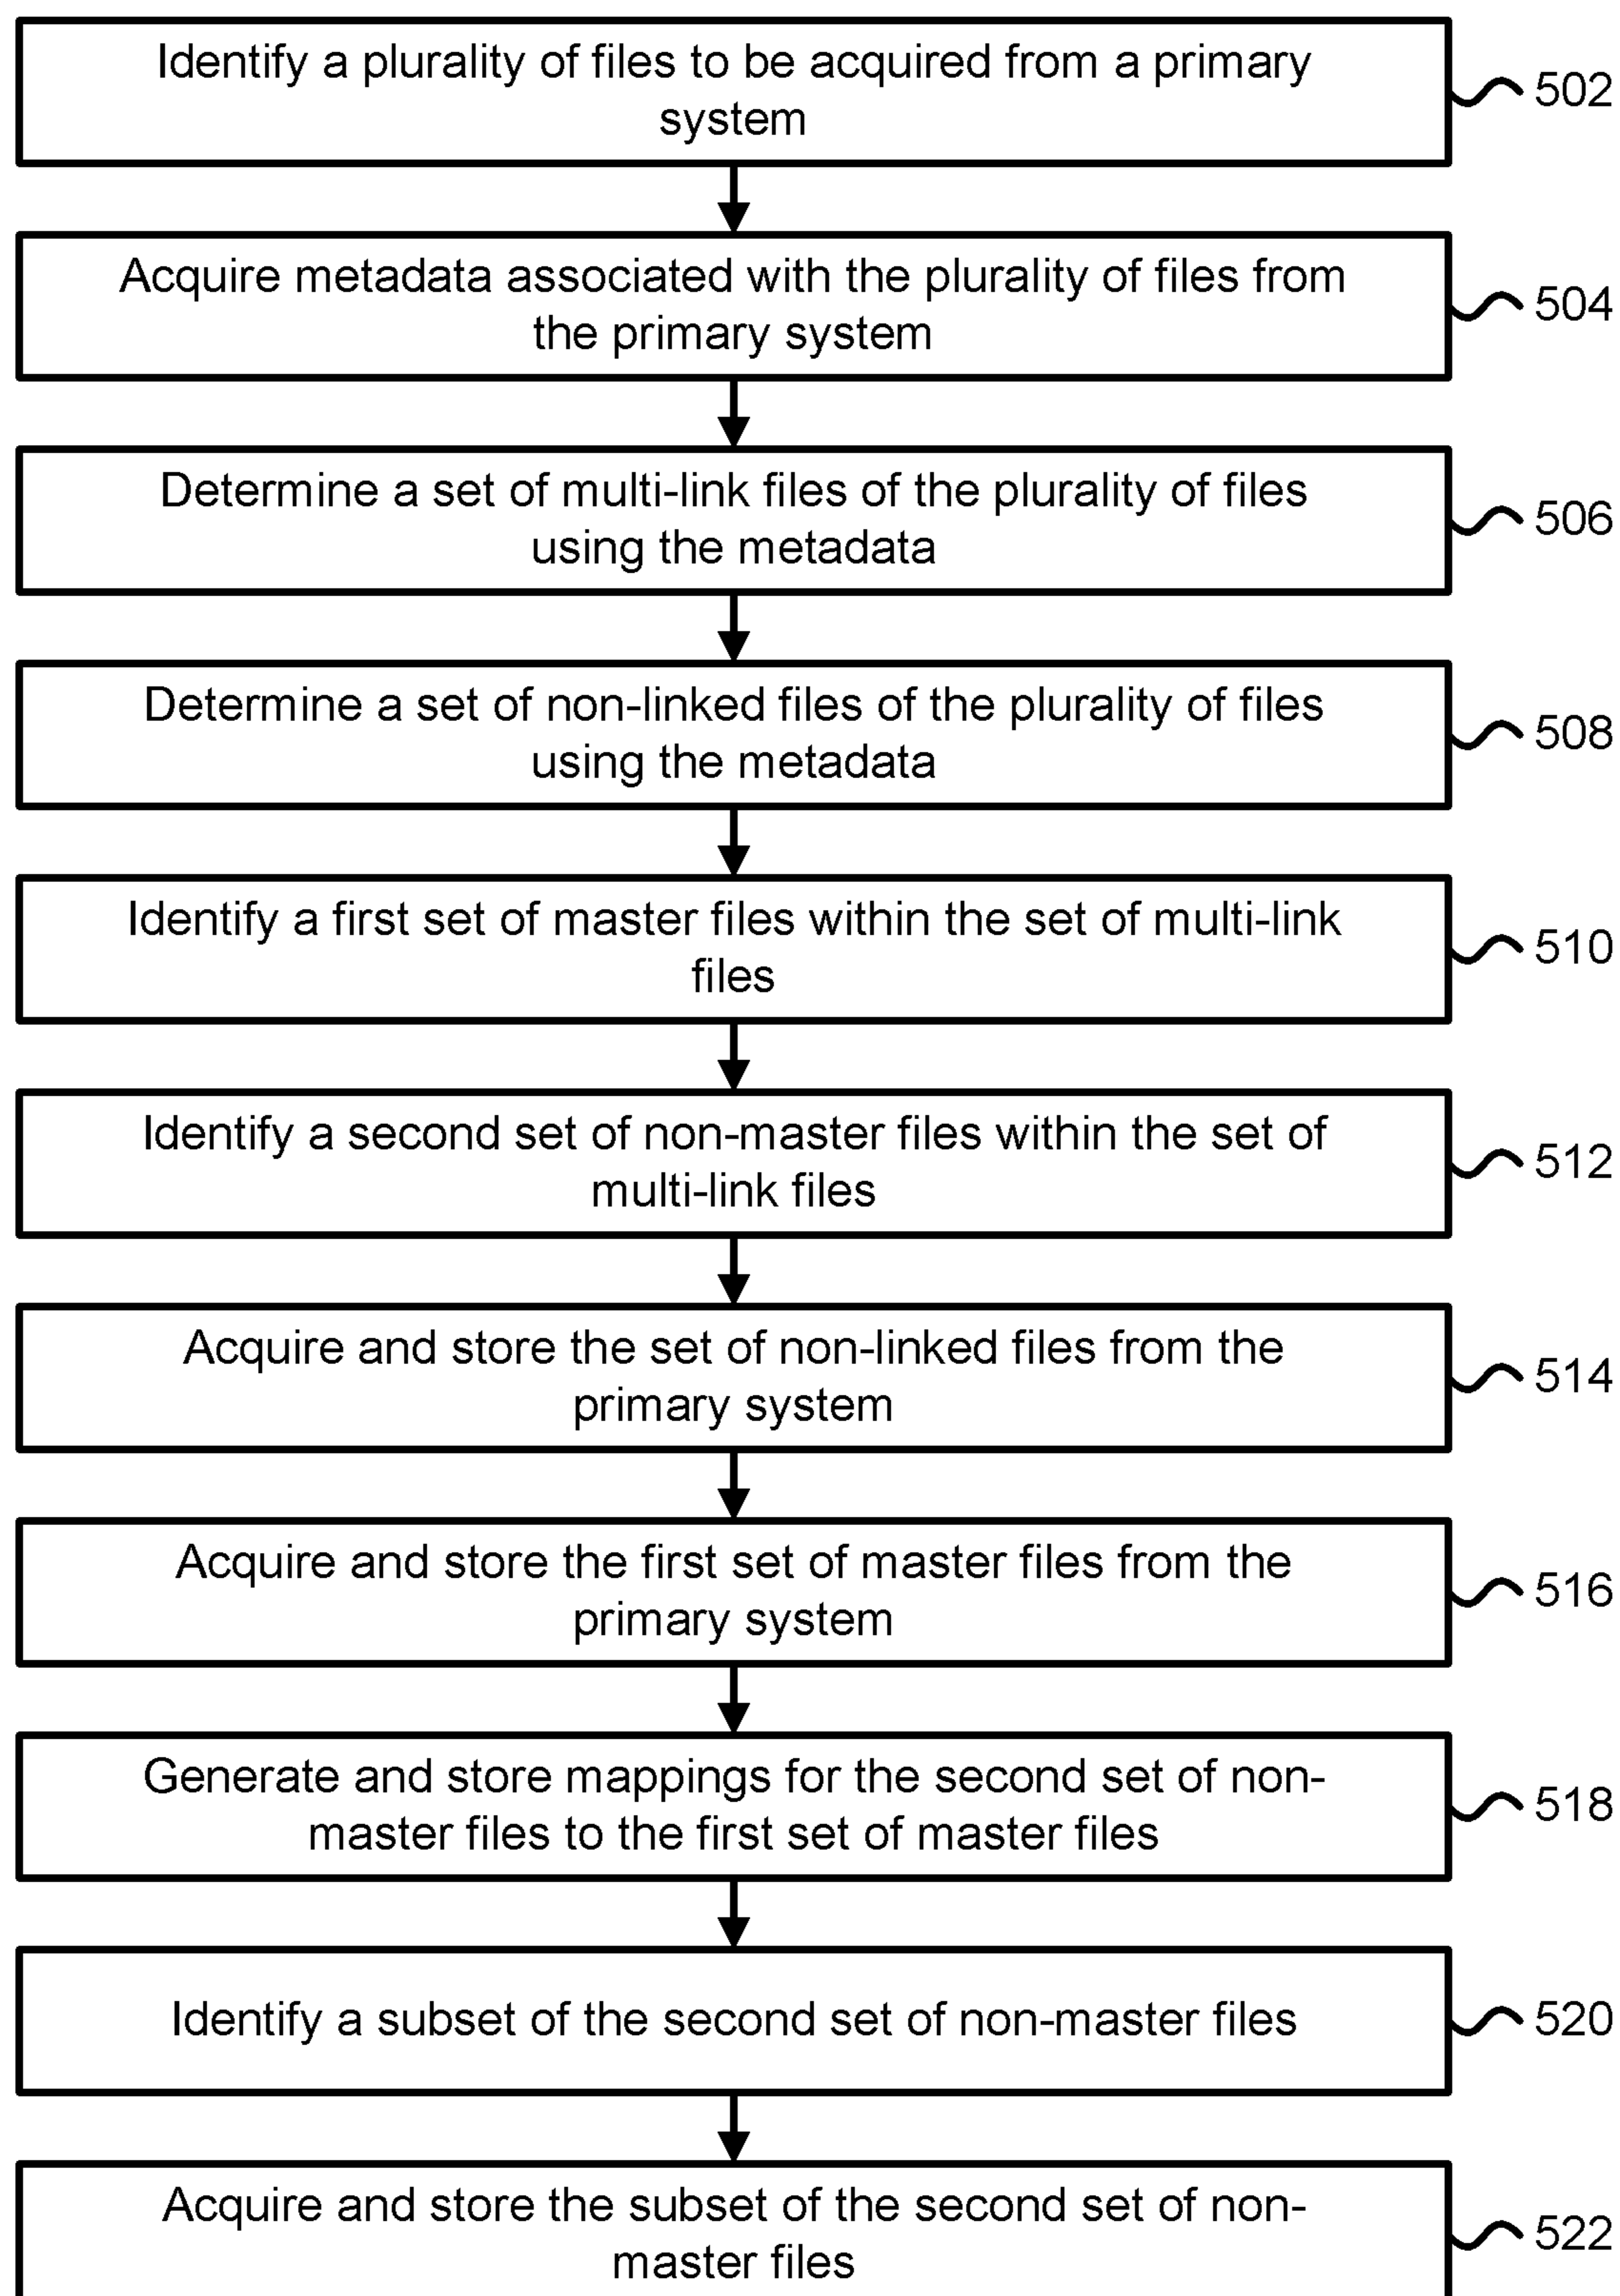 Identify a plurality of files to be acquired from a primary
system
502
Acquire metadata associated with the plurality of files from
the primary system
504
Determine a set of multi-link files of the plurality of files
using the metadata
506
Determine a set of non-linked files of the plurality of files
using the metadata
508
Identify a first set of master files within the set of multi-link
files
510
Identify a second set of non-master files within the set of
multi-link files
512
Acquire and store the set of non-linked files from the
primary system
514
Acquire and store the first set of master files from the
primary system
516
Generate and store mappings for the second set of non-
master files to the first set of master files
518
Identify a subset of the second set of non-master files
520
Acquire and store the subset of the second set of non-
master files
522